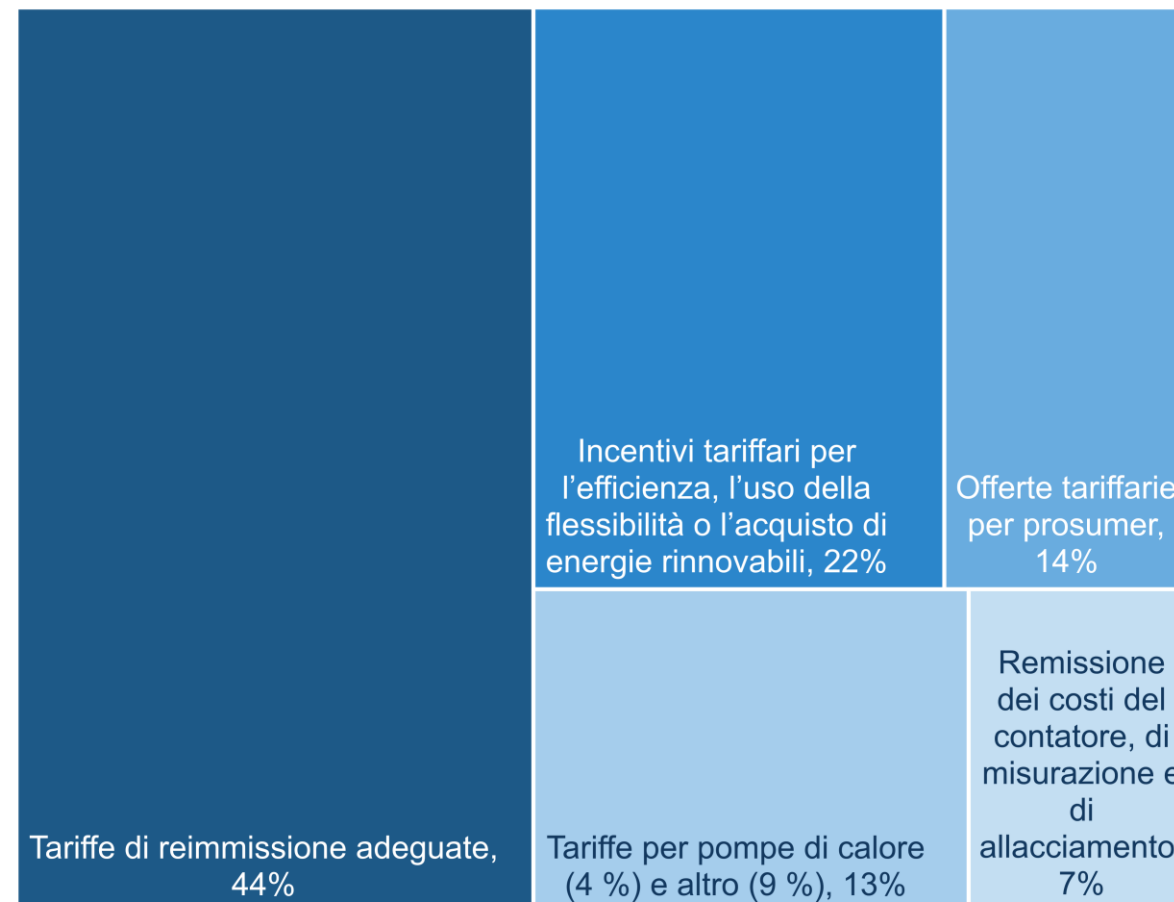 Tariffe di reimmissione adeguate,
44%
Incentivi tariffari per
l’efficienza, l’uso della
flessibilità o l’acquisto di
energie rinnovabili, 22%
Offerte tariffarie
per prosumer,
14%
Tariffe per pompe di calore
(4 %) e altro (9 %), 13%
Remissione
dei costi del
contatore, di
misurazione e
di
allacciamento
7%